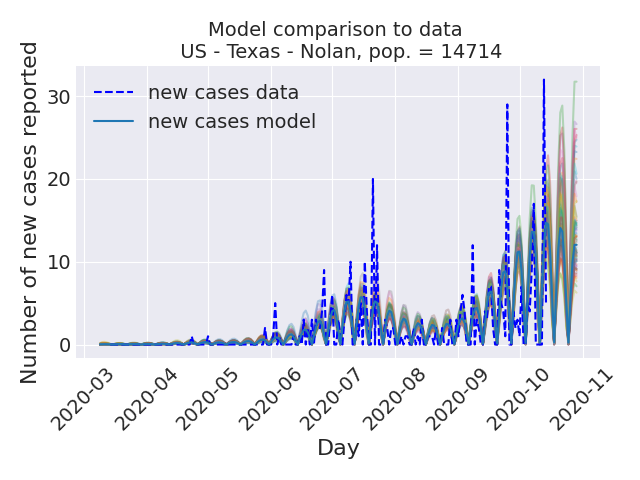 Model comparison to data
US - Texas - Nolan, pop. = 14714
Number of new cases reported
new cases data
new cases model
30
20
10
0
2020-03
2020-04
2020-05
2020-06
2020-07
2020-08
2020-09
2020-10
2020-11
Day